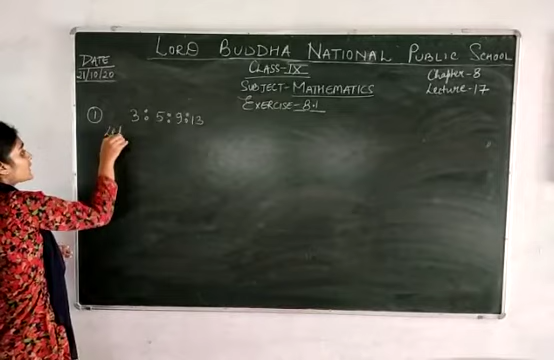 LORD BUDDHA NATIONAL PUBLIC SCHOOL
DATE
21/10/20
CLASS-IX
SUBJECT-MATHEMATICS
EXERCISE-8.1
Chapter-8
Lecture-17
① 3:5:9:13
Let